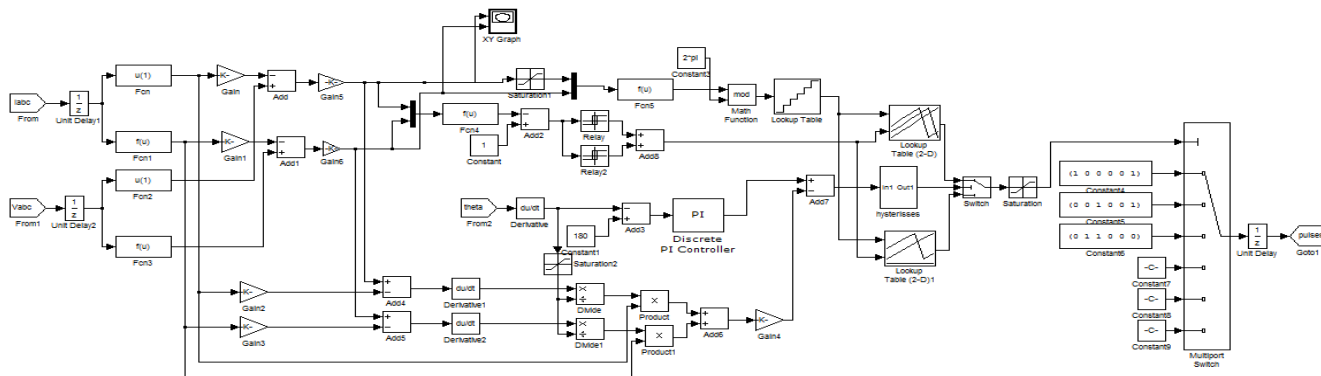 XY Graph
2*pi
Constant3
u(1)
Fcn
-K-
Gain
Add
-K-
Gain5
Saturation1
f(u)
Fcn5
mod
Math
Function
Lookup Table
Iabc
From
1
z
Unit Delay1
f(u)
Fcn1
-K-
Gain1
Add1
-K-
Gain6
f(u)
Fcn4
1
Constant
Add2
Relay
Relay2
Add8
Lookup
Table (2-D)
u(1)
Fcn2
Vabc
From1
1
z
Unit Delay2
f(u)
Fcn3
theta
From2
du/dt
Derivative
180
Constant1
Add3
PI
Discrete
PI Controller
Add7
In1 Out1
hysterisses
Switch
Saturation
Saturation2
Lookup
Table (2-D)1
(1 0 0 0 0 1)
Constant4
(0 0 1 0 0 1)
Constant5
(0 1 1 0 0 0)
Constant6
-C-
Constant7
-C-
Constant8
-C-
Constant9
Multiport
Switch
1
z
Unit Delay
Goto1
-K-
Gain2
-K-
Gain3
Add4
Add5
du/dt
Derivative1
du/dt
Derivative2
Divide
Divide1
Product
Product1
Add6
-K-
Gain4